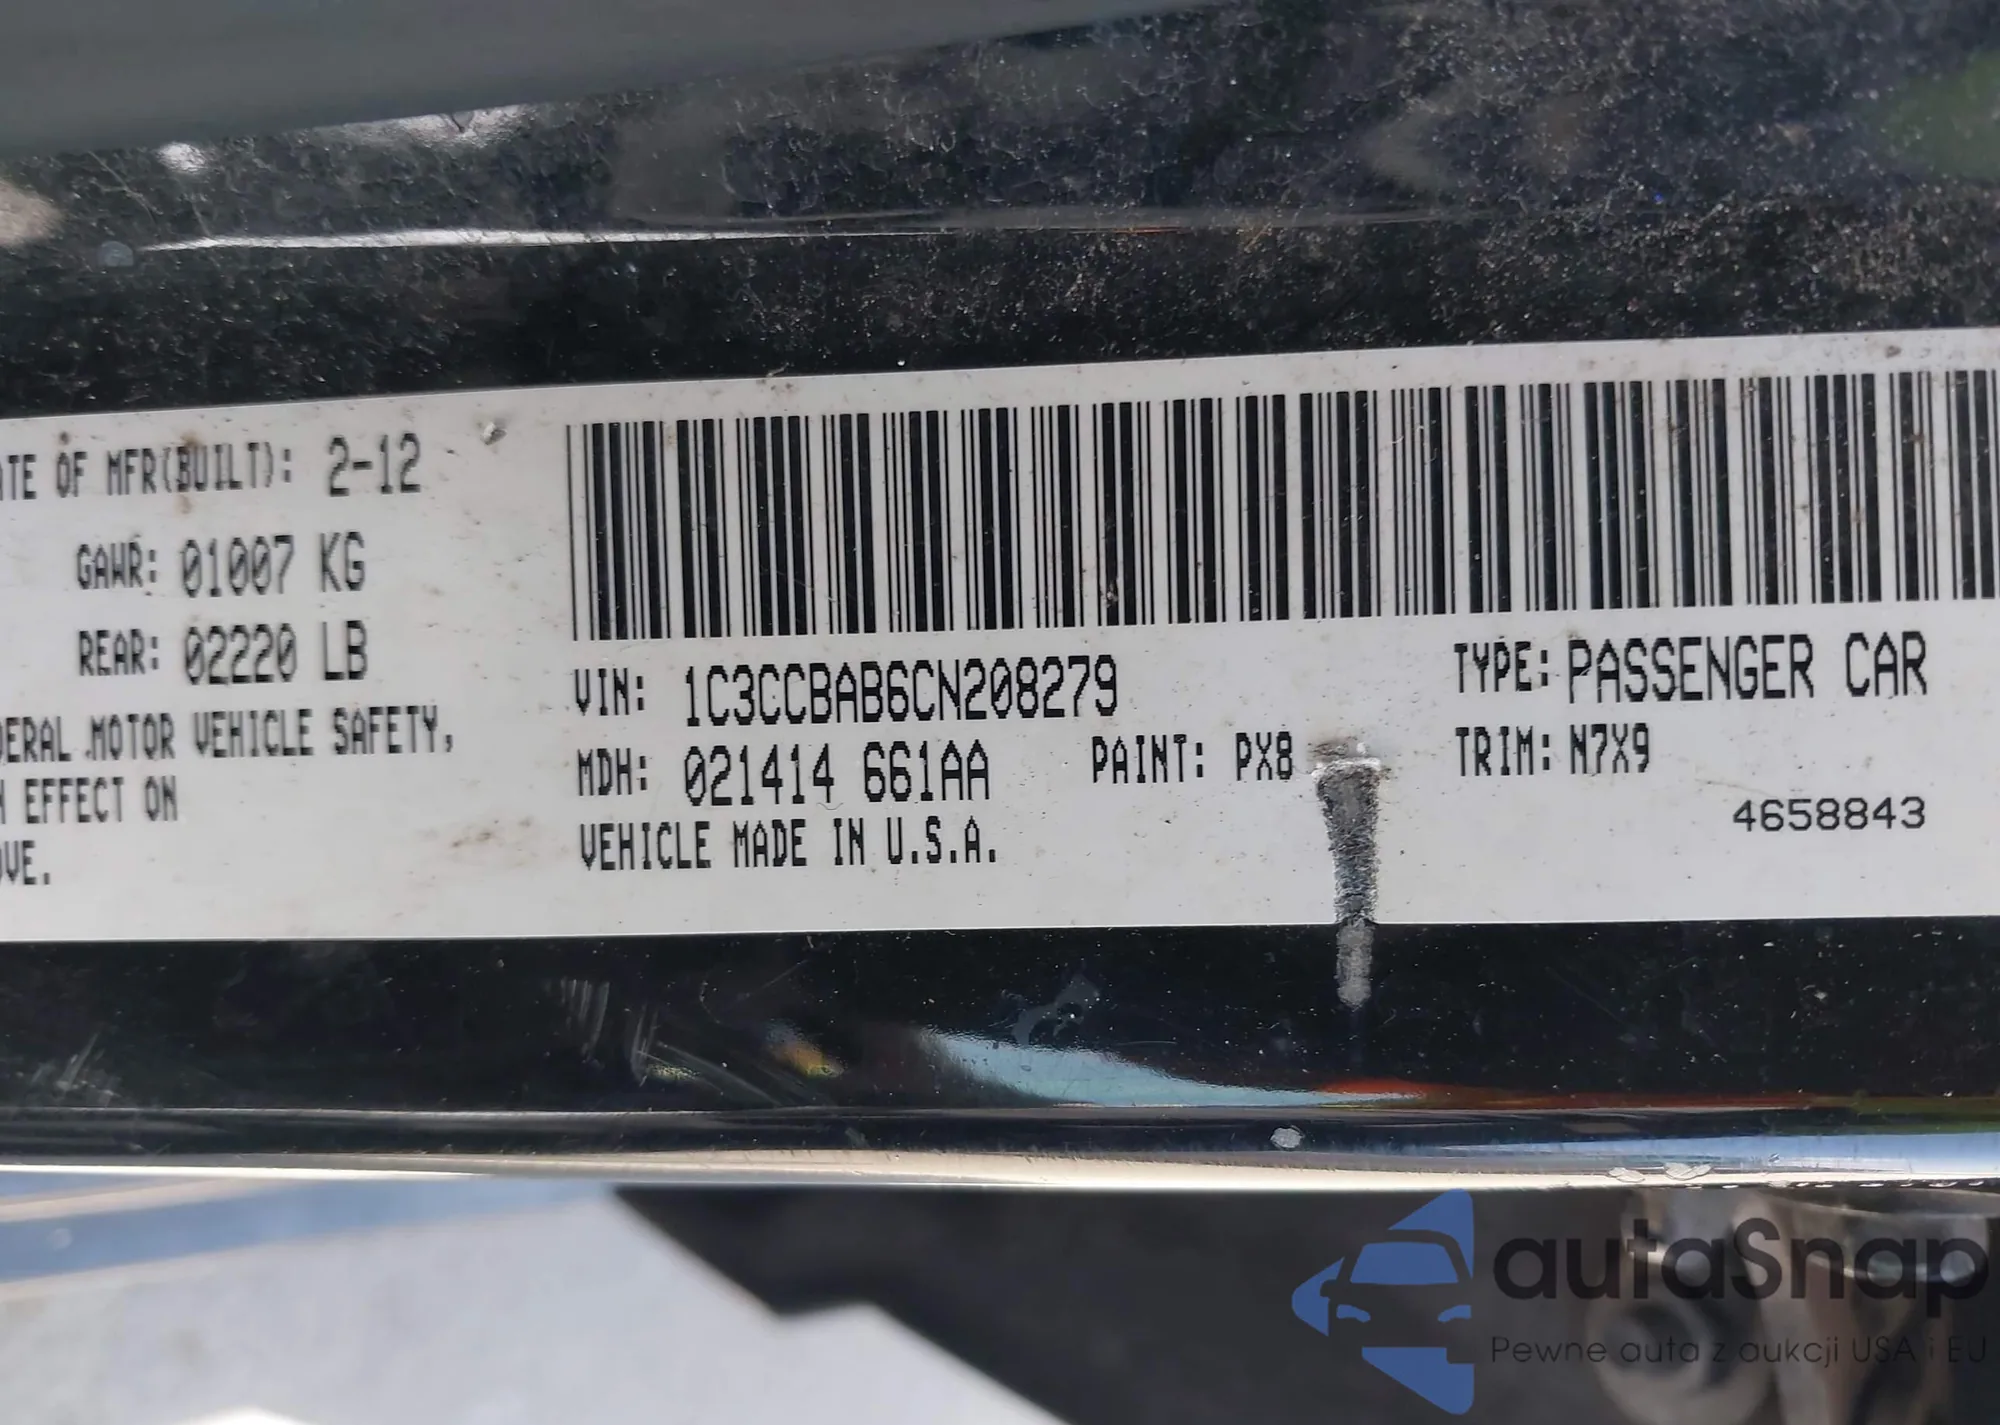 ATE OF MFR(BUILT): 2-12
GAWR: 01007 KG
REAR: 02220 LB
DERAL MOTOR VEHICLE SAFETY,
H EFFECT ON
OVE.
VIN: 1C3CCBAB6CN208279
TYPE: PASSENGER CAR
MDH: 021414 661AA
PAINT: PX8
TRIM: N7X9
VEHICLE MADE IN U.S.A.
4658843
autaSnap
Pewne auta z aukcji USA i EU